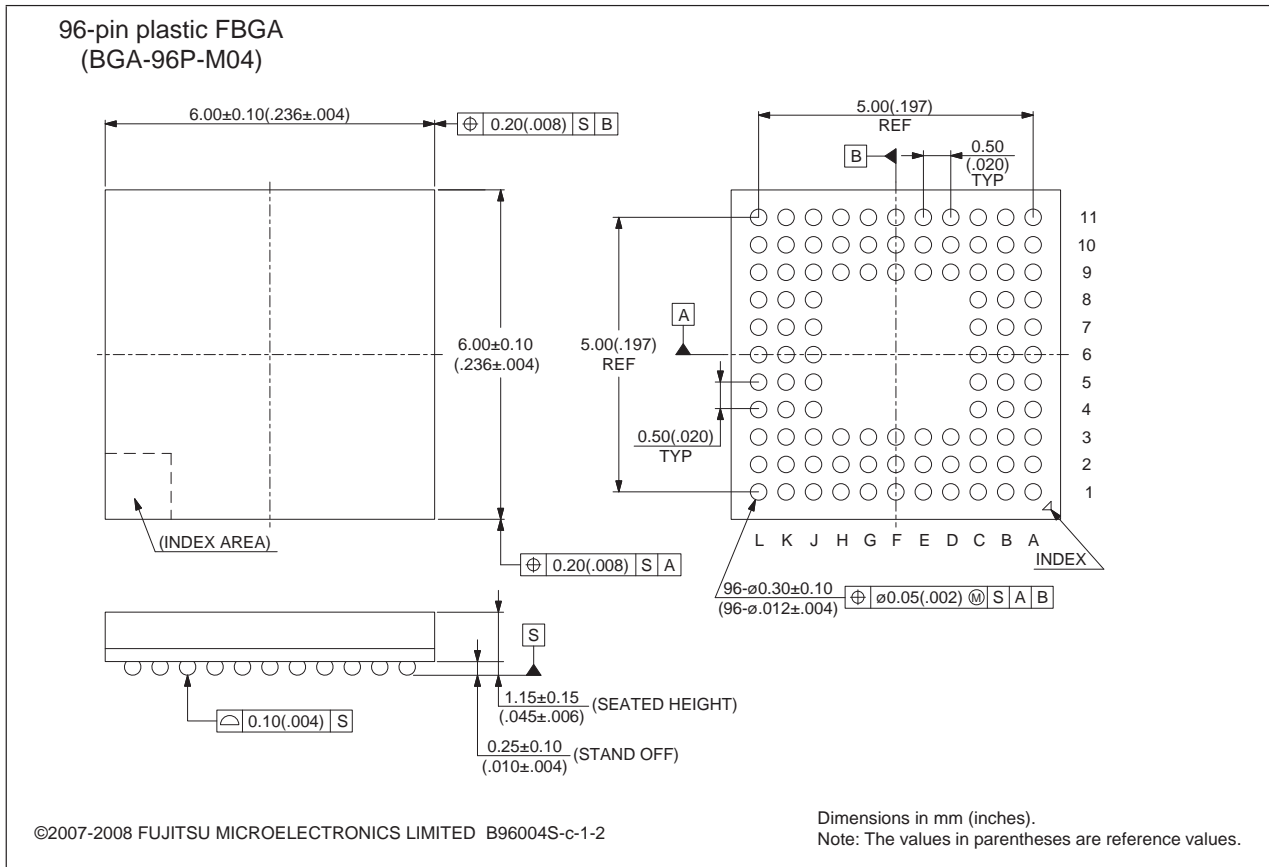 96-pin plastic FBGA
(BGA-96P-M04)
6.00±0.10(.236±.004)
⌖ 0.20(.008) S B
5.00(.197)
REF
B
0.50
(.020)
TYP
11
10
9
8
7
6
5
4
3
2
1
A
5.00(.197)
REF
6.00±0.10
(.236±.004)
0.50(.020)
TYP
(INDEX AREA)
L K J H G F E D C B A
INDEX
⌖ 0.20(.008) S A
96-ø0.30±0.10
(96-ø.012±.004)
⌖ ø0.05(.002) Ⓜ S A B
S
1.15±0.15
(.045±.006)
(SEATED HEIGHT)
⌓ 0.10(.004) S
0.25±0.10
(.010±.004)
(STAND OFF)
©2007-2008 FUJITSU MICROELECTRONICS LIMITED B96004S-c-1-2
Dimensions in mm (inches).
Note: The values in parentheses are reference values.